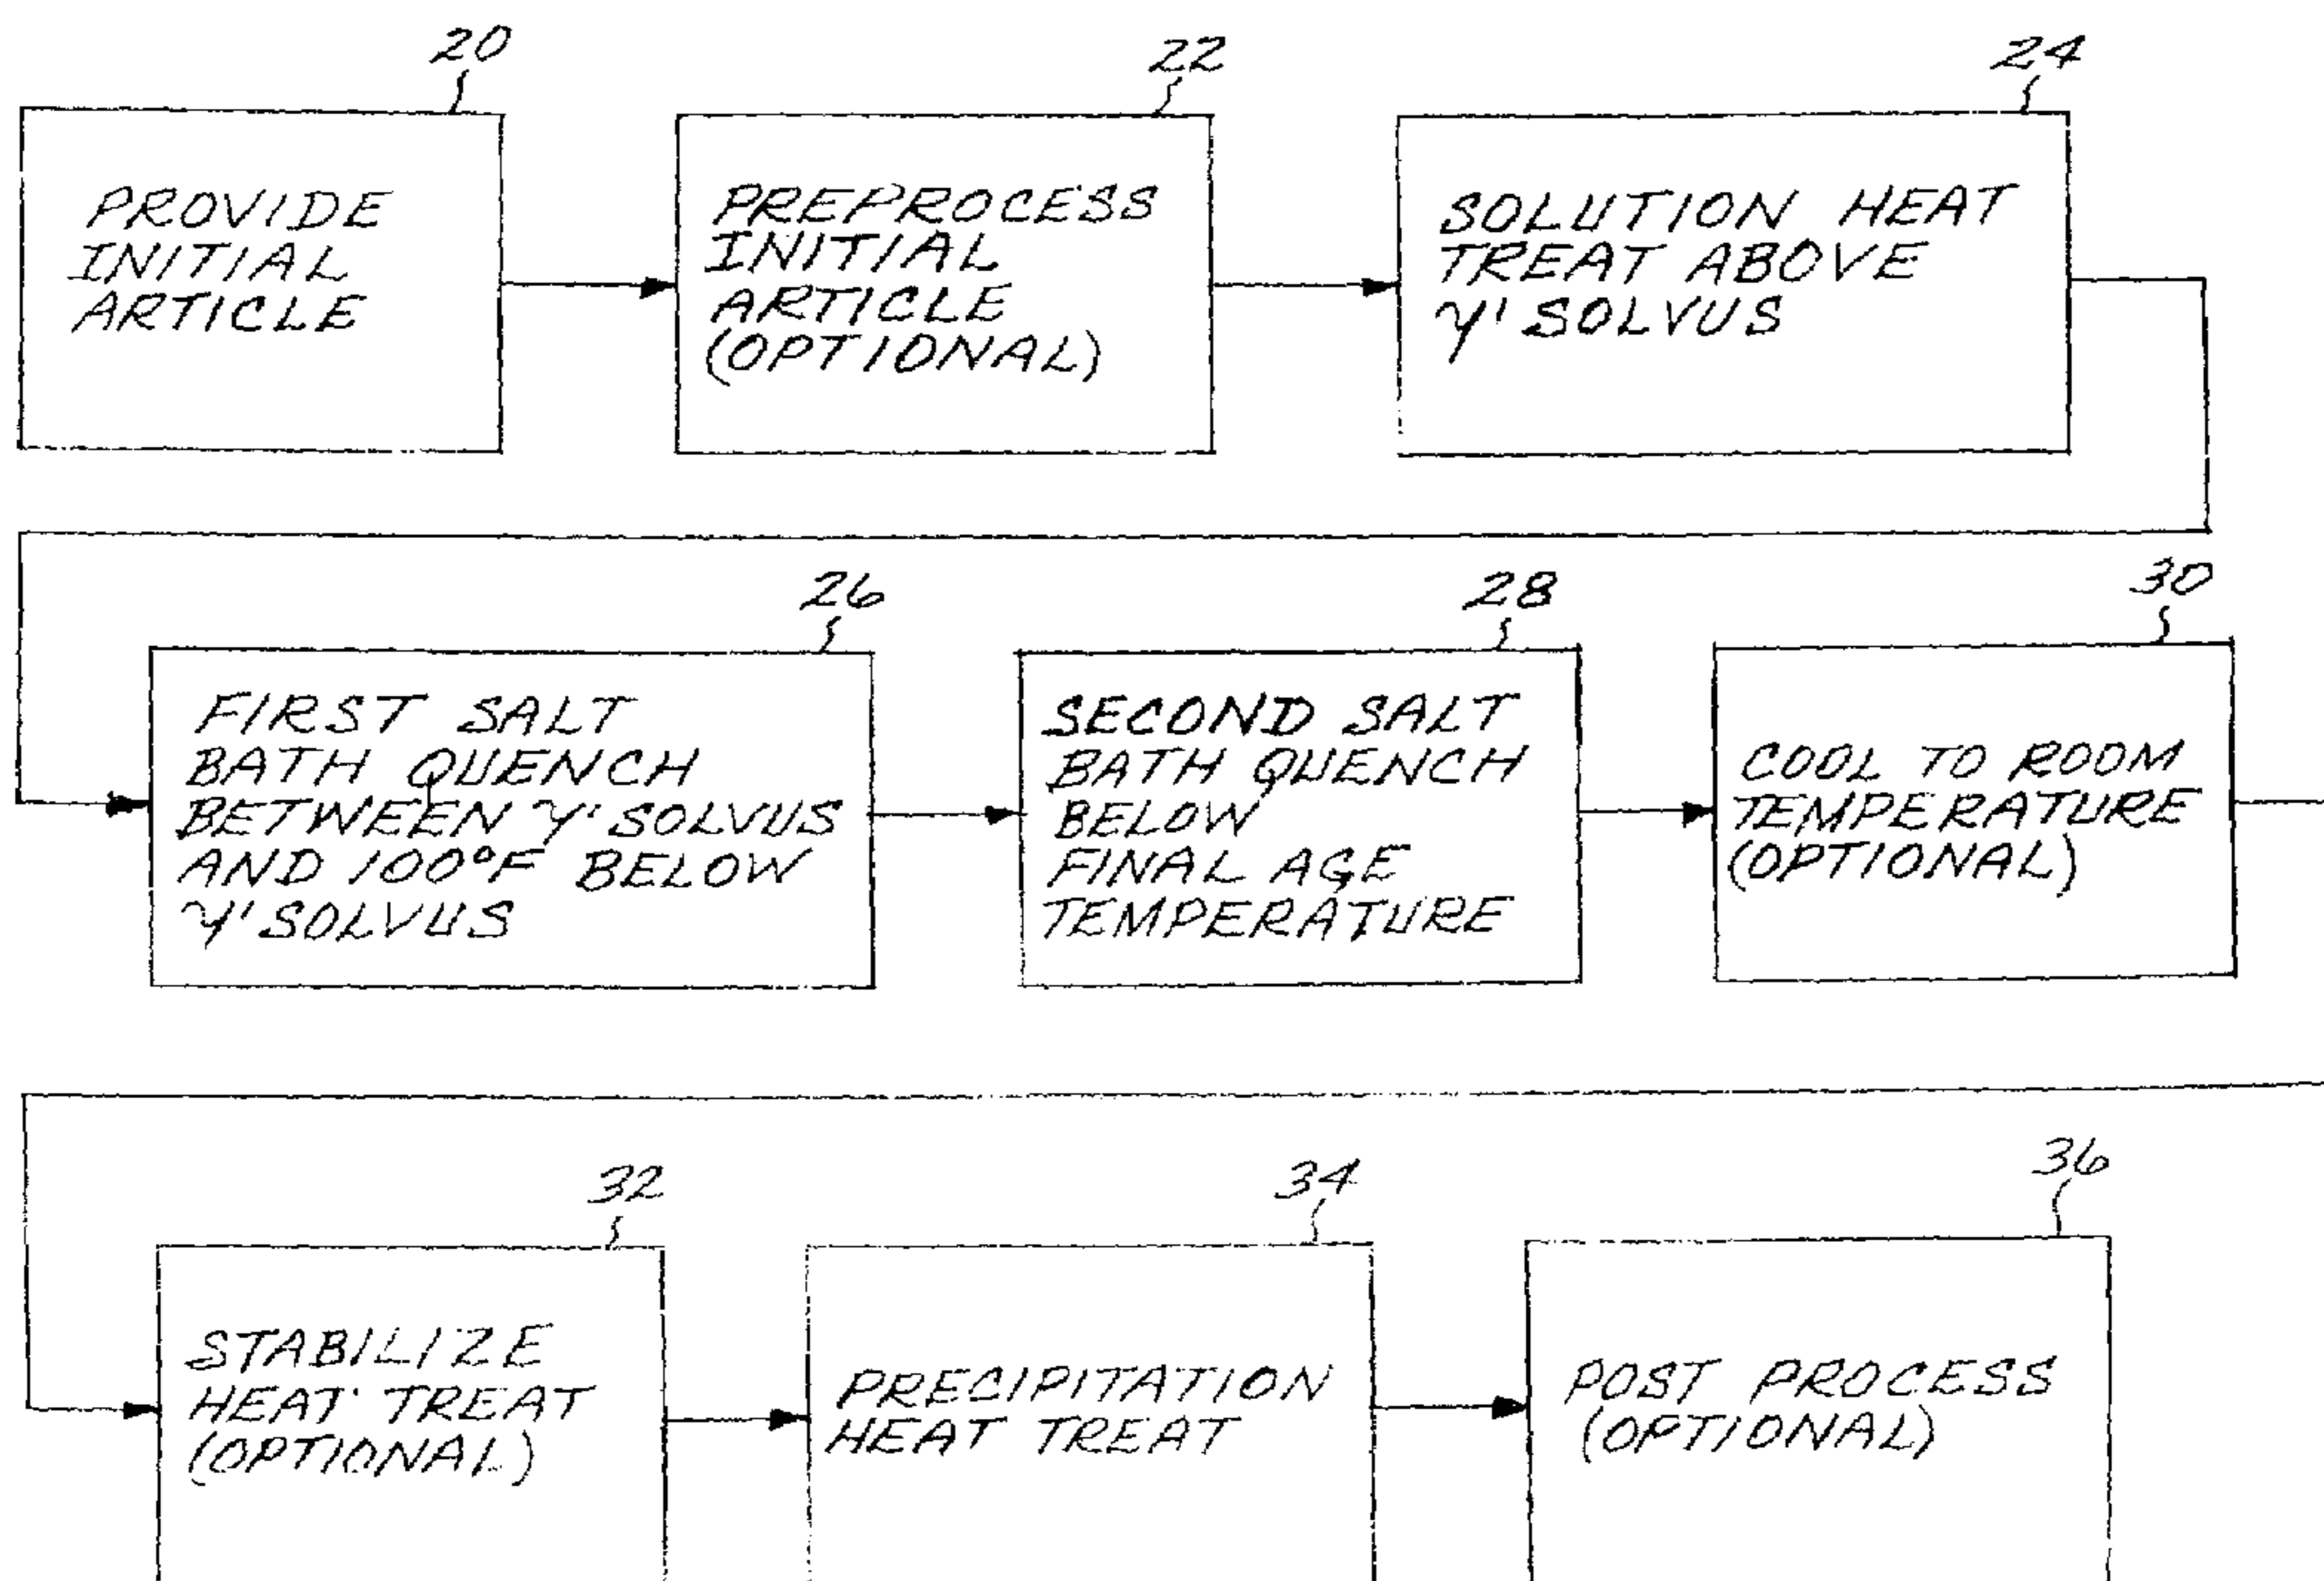 20
PROVIDE
INITIAL
ARTICLE
22
PREPROCESS
INITIAL
ARTICLE
(OPTIONAL)
24
SOLUTION HEAT
TREAT ABOVE
γ' SOLVUS
26
FIRST SALT
BATH QUENCH
BETWEEN γ' SOLVUS
AND 100°F BELOW
γ' SOLVUS
28
SECOND SALT
BATH QUENCH
BELOW
FINAL AGE
TEMPERATURE
30
COOL TO ROOM
TEMPERATURE
(OPTIONAL)
32
STABILIZE
HEAT TREAT
(OPTIONAL)
34
PRECIPITATION
HEAT TREAT
36
POST PROCESS
(OPTIONAL)